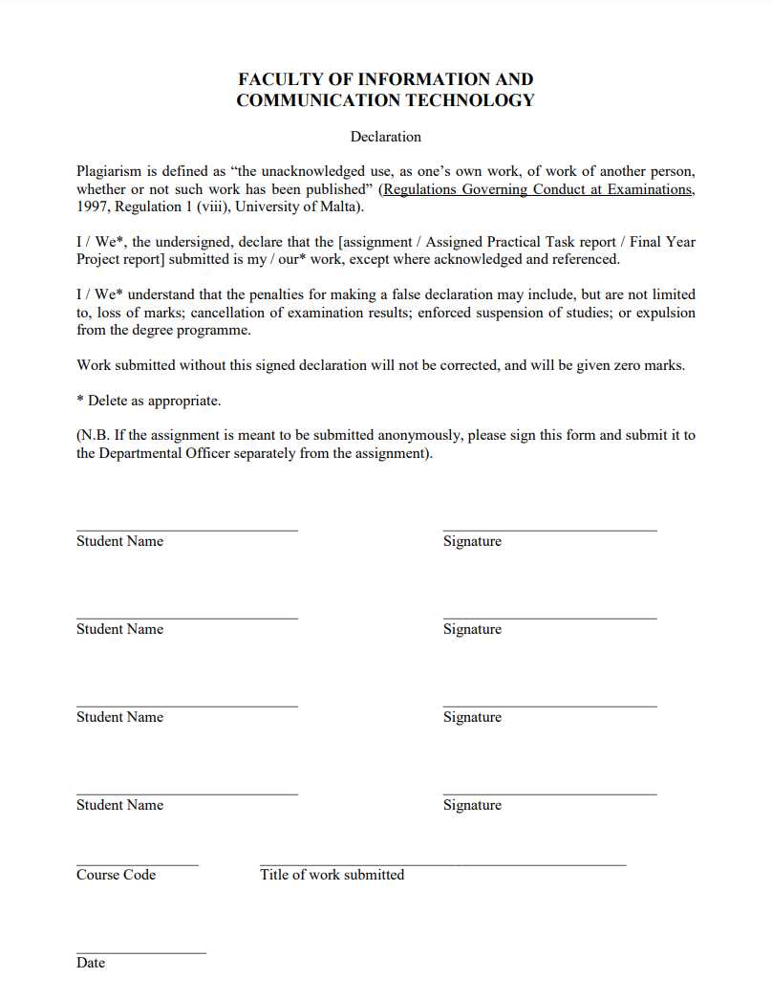 FACULTY OF INFORMATION AND
COMMUNICATION TECHNOLOGY
Declaration
Plagiarism is defined as “the unacknowledged use, as one’s own work, of work of another person,
whether or not such work has been published” (Regulations Governing Conduct at Examinations,
1997, Regulation 1 (viii), University of Malta).
I / We*, the undersigned, declare that the [assignment / Assigned Practical Task report / Final Year
Project report] submitted is my / our* work, except where acknowledged and referenced.
I / We* understand that the penalties for making a false declaration may include, but are not limited
to, loss of marks; cancellation of examination results; enforced suspension of studies; or expulsion
from the degree programme.
Work submitted without this signed declaration will not be corrected, and will be given zero marks.
* Delete as appropriate.
(N.B. If the assignment is meant to be submitted anonymously, please sign this form and submit it to
the Departmental Officer separately from the assignment).
Student Name Signature
Student Name Signature
Student Name Signature
Student Name Signature
Course Code Title of work submitted
Date